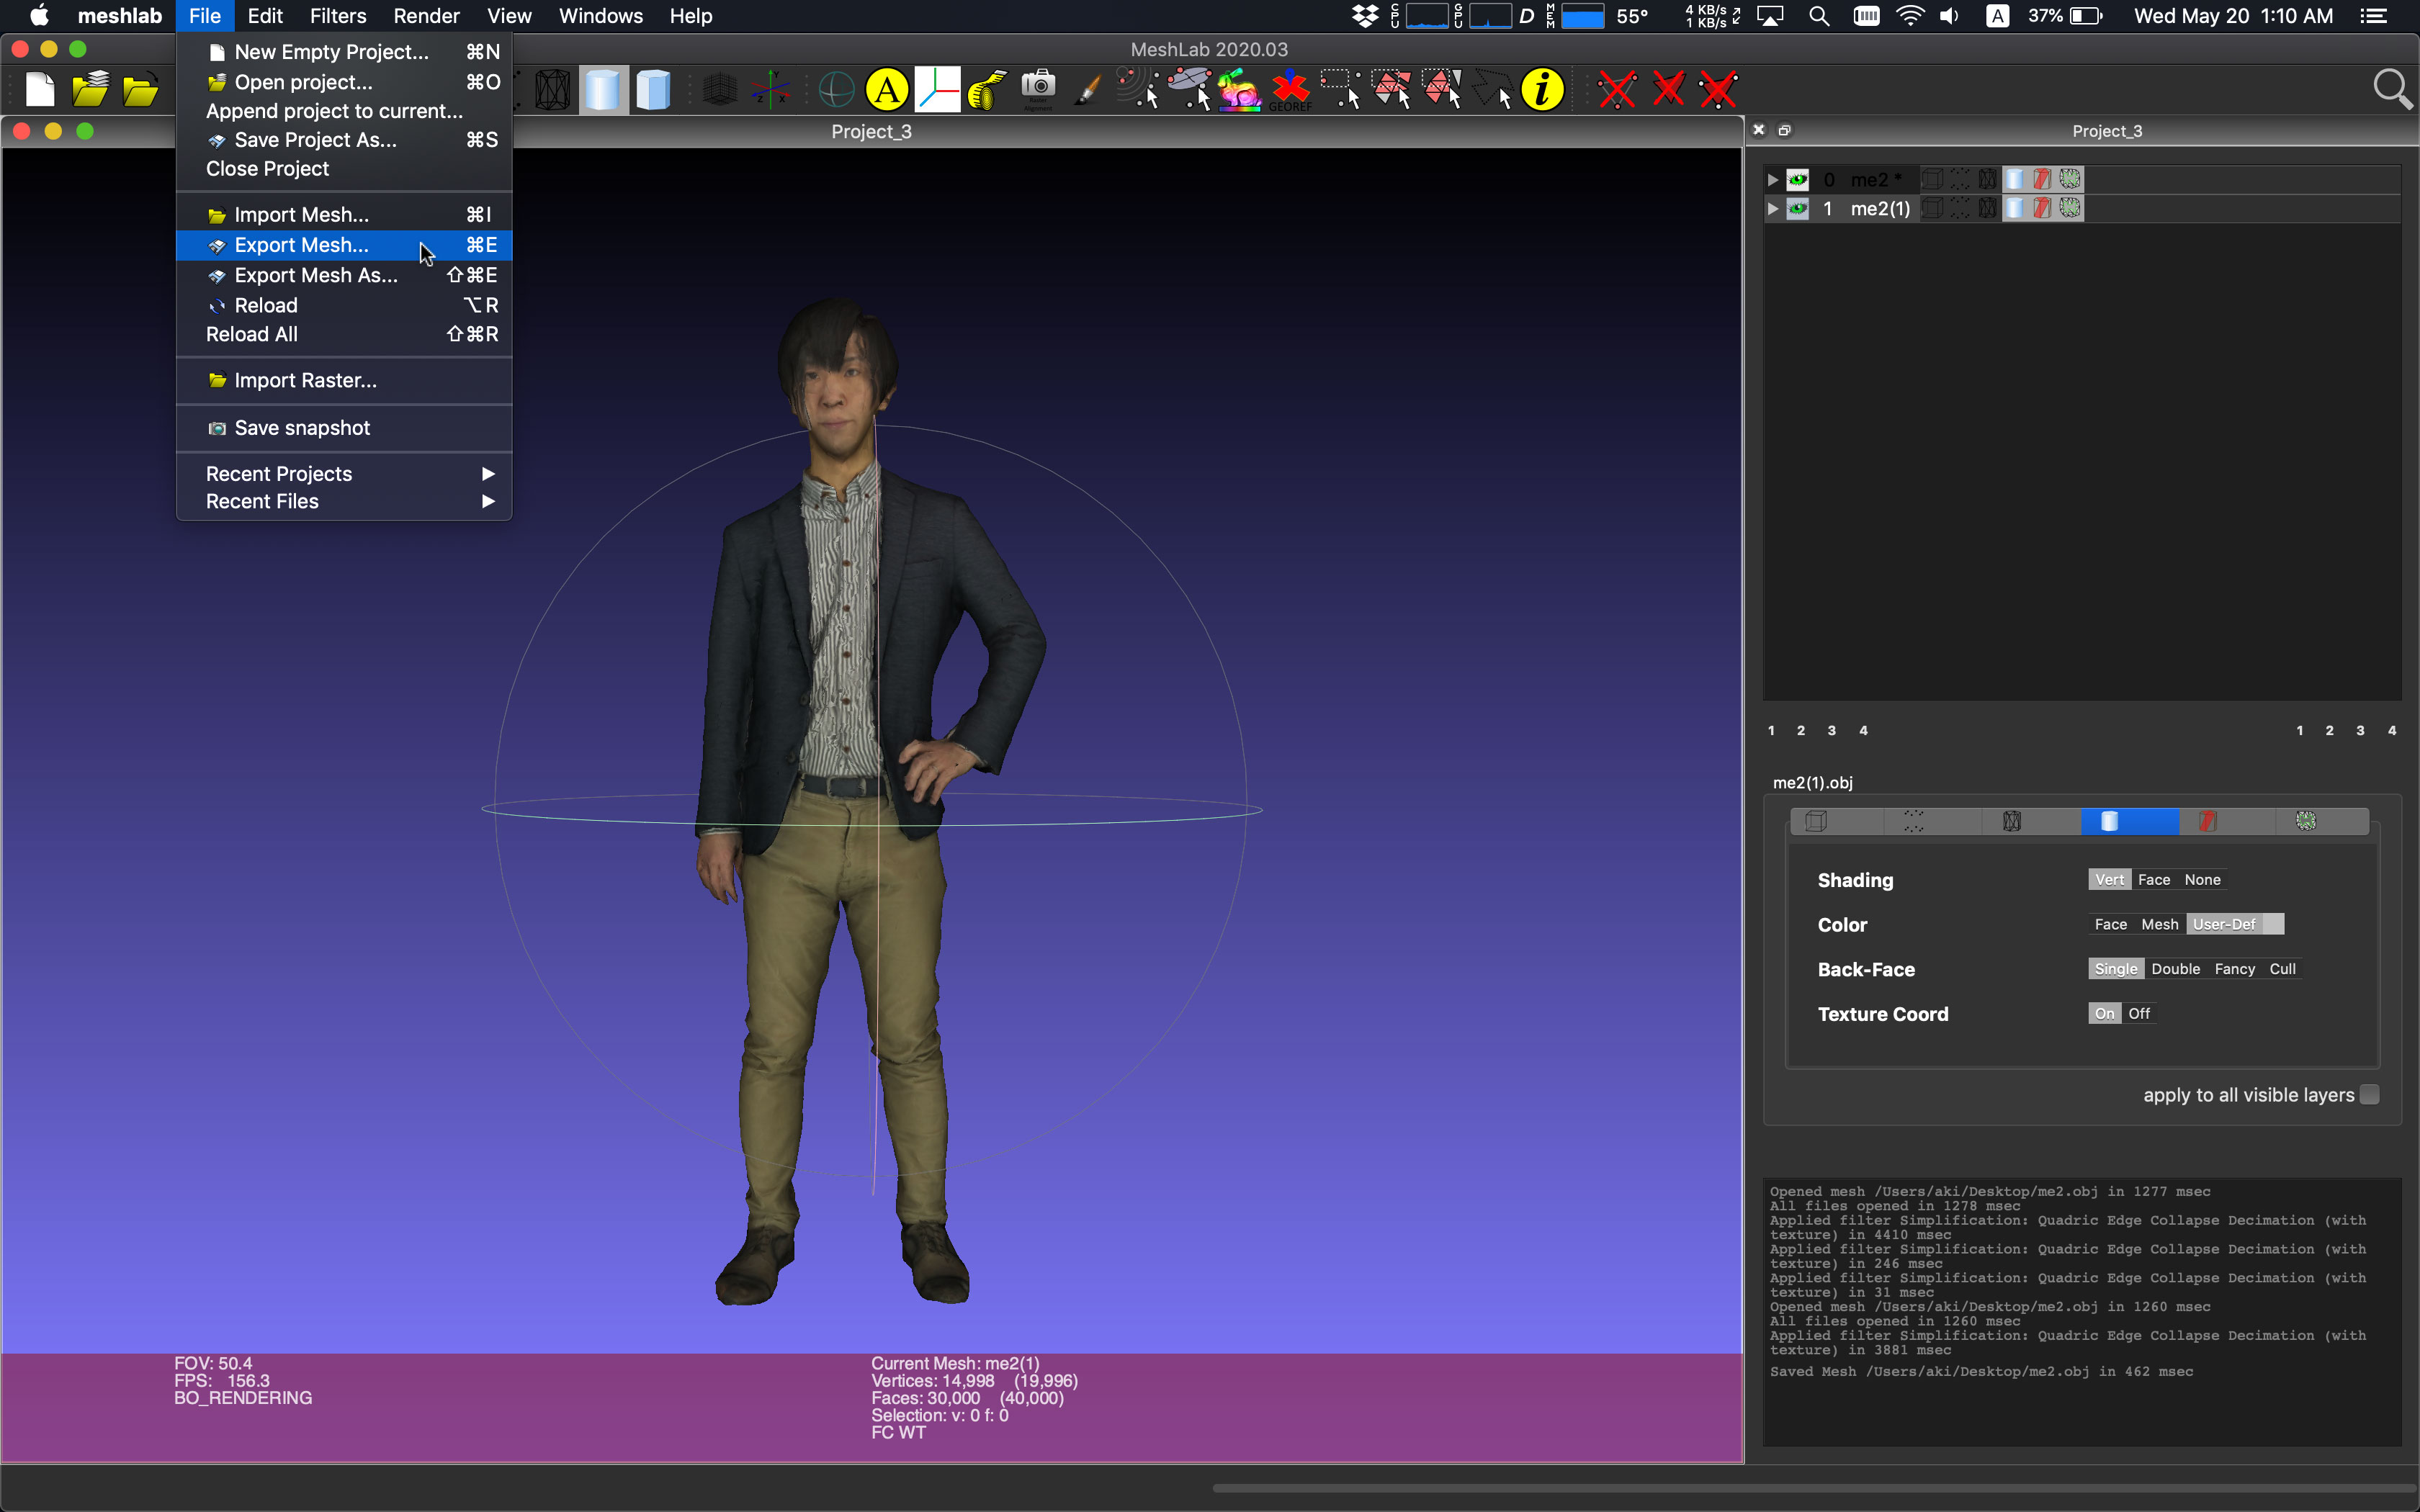 meshlab File Edit Filters Render View Windows Help
CPU GPU D MEM 55° 4 KB/s 1 KB/s A 37% Wed May 20 1:10 AM
MeshLab 2020.03
New Empty Project... ⌘N
Open project... ⌘O
Append project to current...
Save Project As... ⌘S
Close Project
Import Mesh... ⌘I
Export Mesh... ⌘E
Export Mesh As... ⇧⌘E
Reload ⌥R
Reload All ⇧⌘R
Import Raster...
Save snapshot
Recent Projects ▶
Recent Files ▶
A
GEOREF
i
Project_3
Project_3
0 me2 *
1 me2(1)
1 2 3 4 1 2 3 4
me2(1).obj
Shading Vert Face None
Color Face Mesh User-Def
Back-Face Single Double Fancy Cull
Texture Coord On Off
apply to all visible layers
Opened mesh /Users/aki/Desktop/me2.obj in 1277 msec
All files opened in 1278 msec
Applied filter Simplification: Quadric Edge Collapse Decimation (with
texture) in 4410 msec
Applied filter Simplification: Quadric Edge Collapse Decimation (with
texture) in 246 msec
Applied filter Simplification: Quadric Edge Collapse Decimation (with
texture) in 31 msec
Opened mesh /Users/aki/Desktop/me2.obj in 1260 msec
All files opened in 1260 msec
Applied filter Simplification: Quadric Edge Collapse Decimation (with
texture) in 3881 msec
Saved Mesh /Users/aki/Desktop/me2.obj in 462 msec
FOV: 50.4
FPS: 156.3
BO_RENDERING
Current Mesh: me2(1)
Vertices: 14,998 (19,996)
Faces: 30,000 (40,000)
Selection: v: 0 f: 0
FC WT